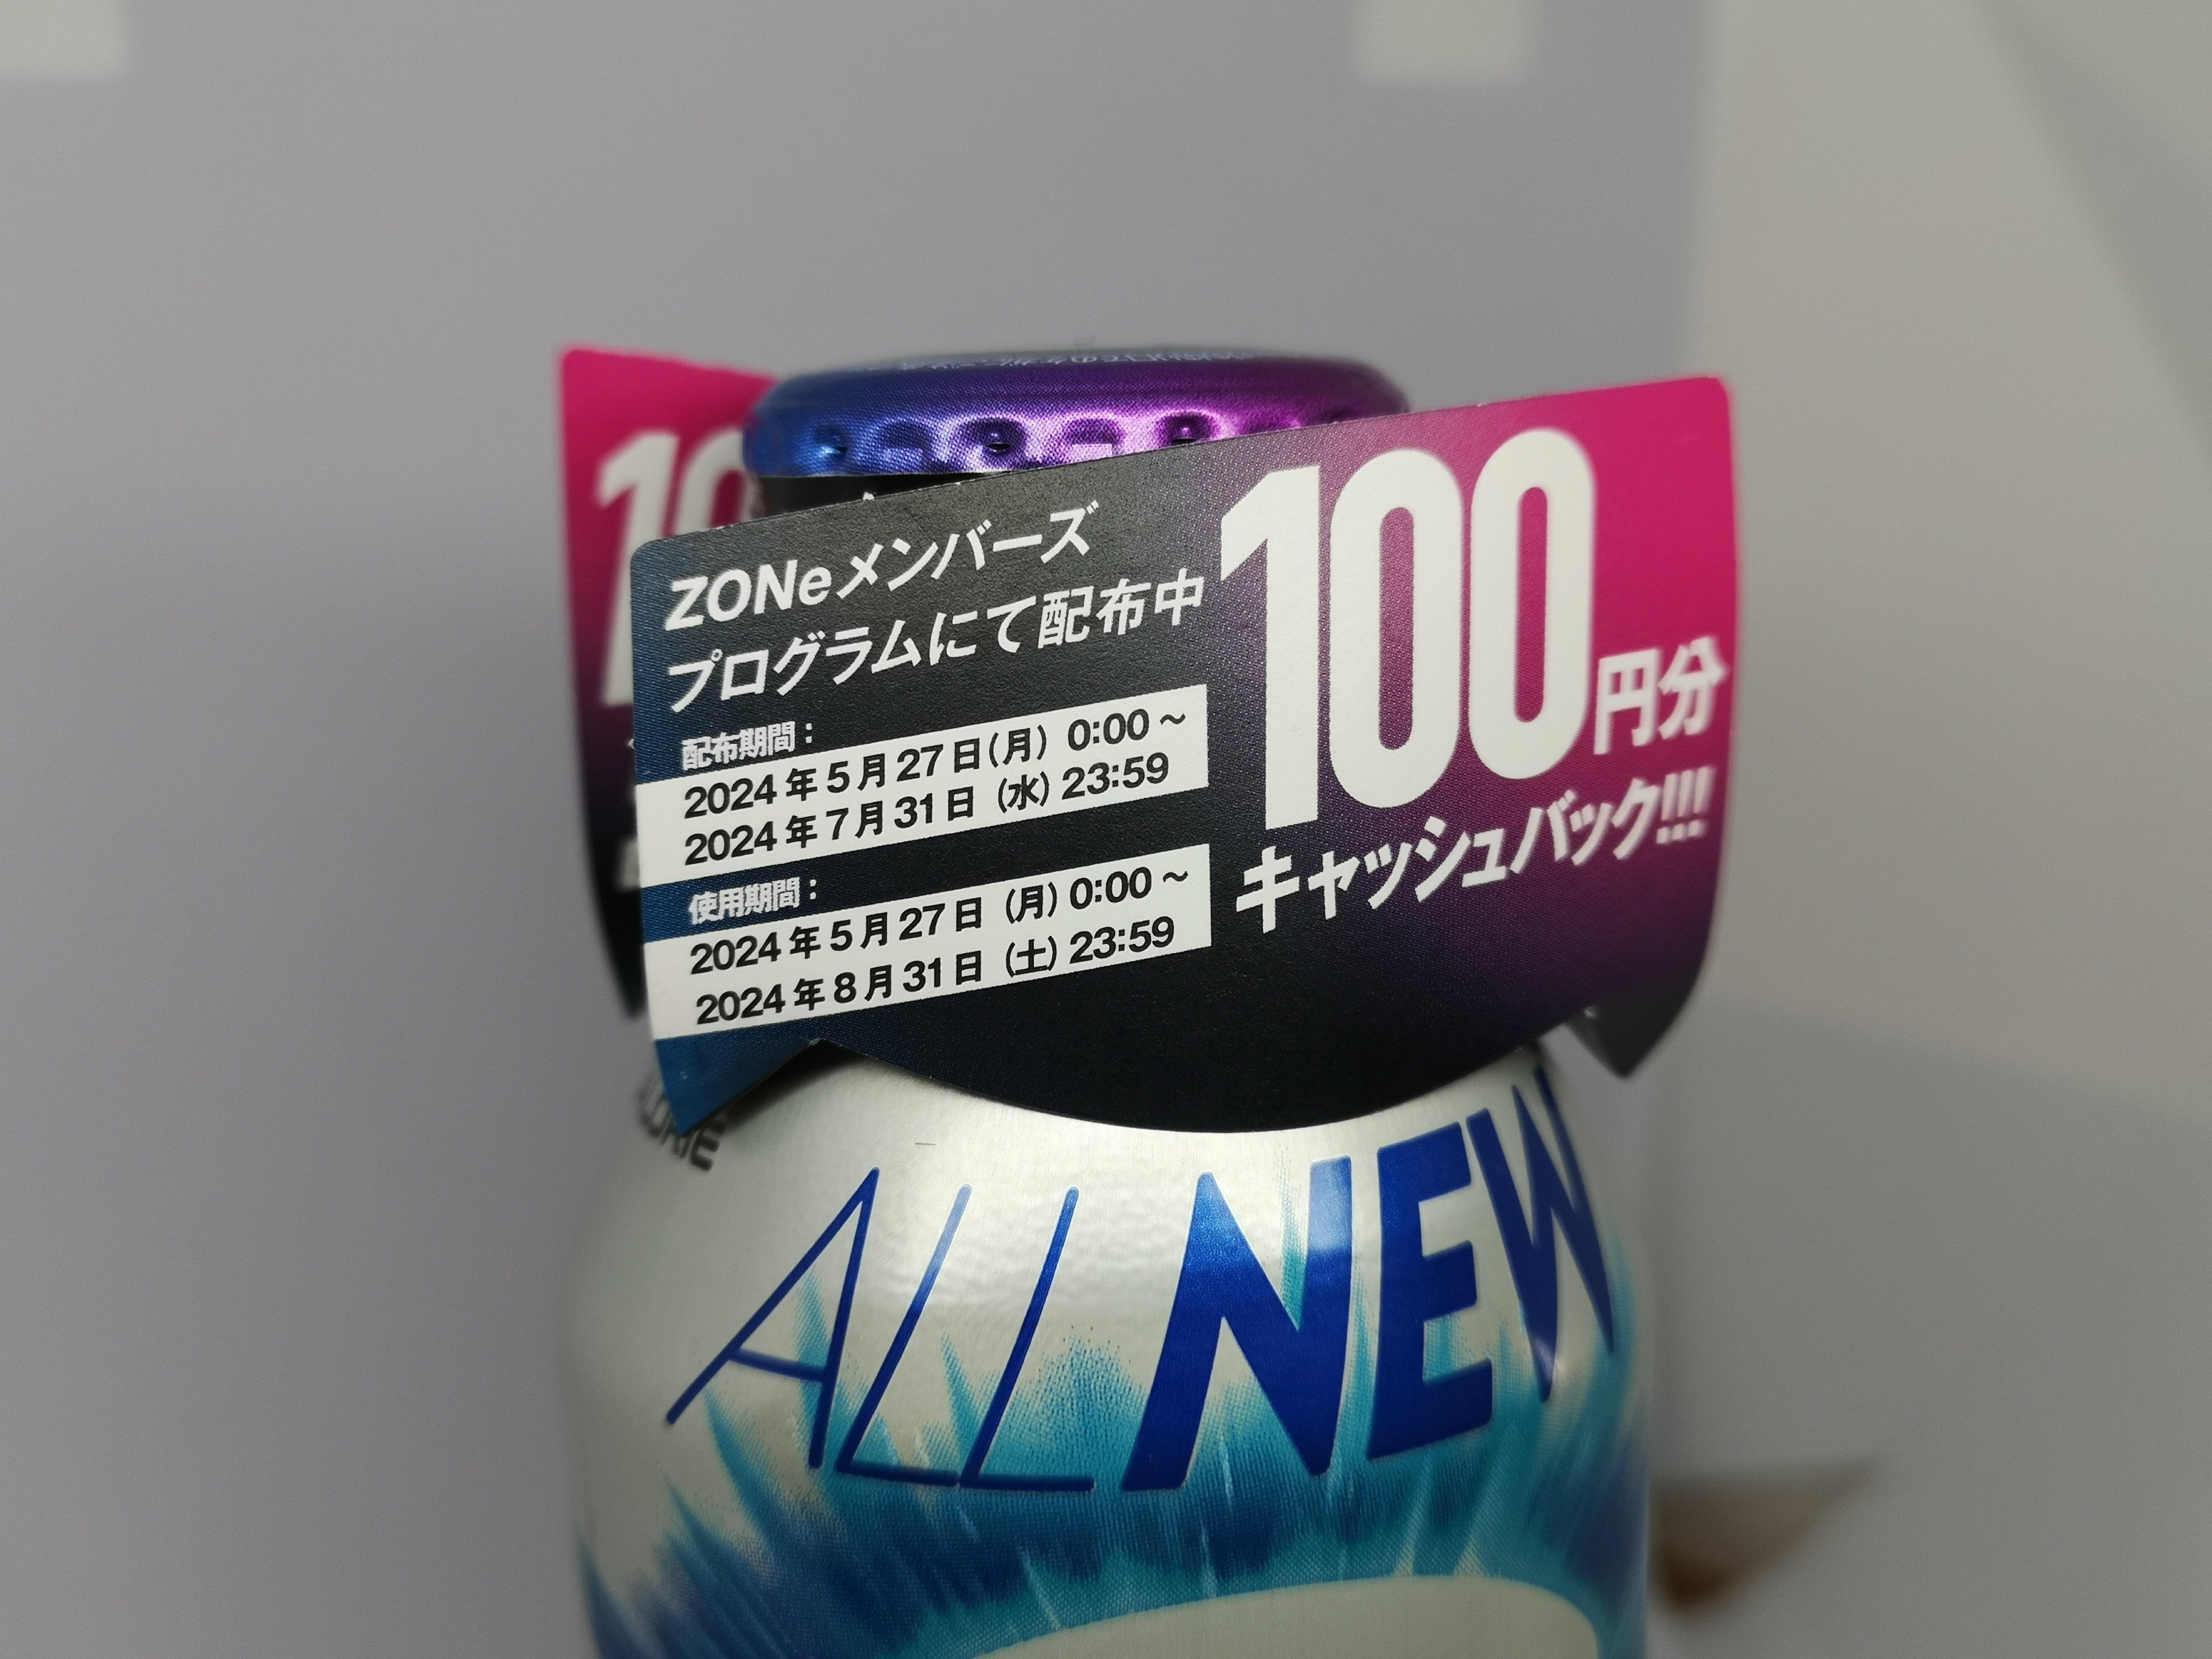 ZONeメンバーズ
プログラムにて配布中
配布期間：
2024年5月27日(月) 0:00～
2024年7月31日 (水) 23:59
使用期間：
2024年5月27日 (月) 0:00～
2024年8月31日 (土) 23:59
100円分
キャッシュバック!!!
10
ALL NEW